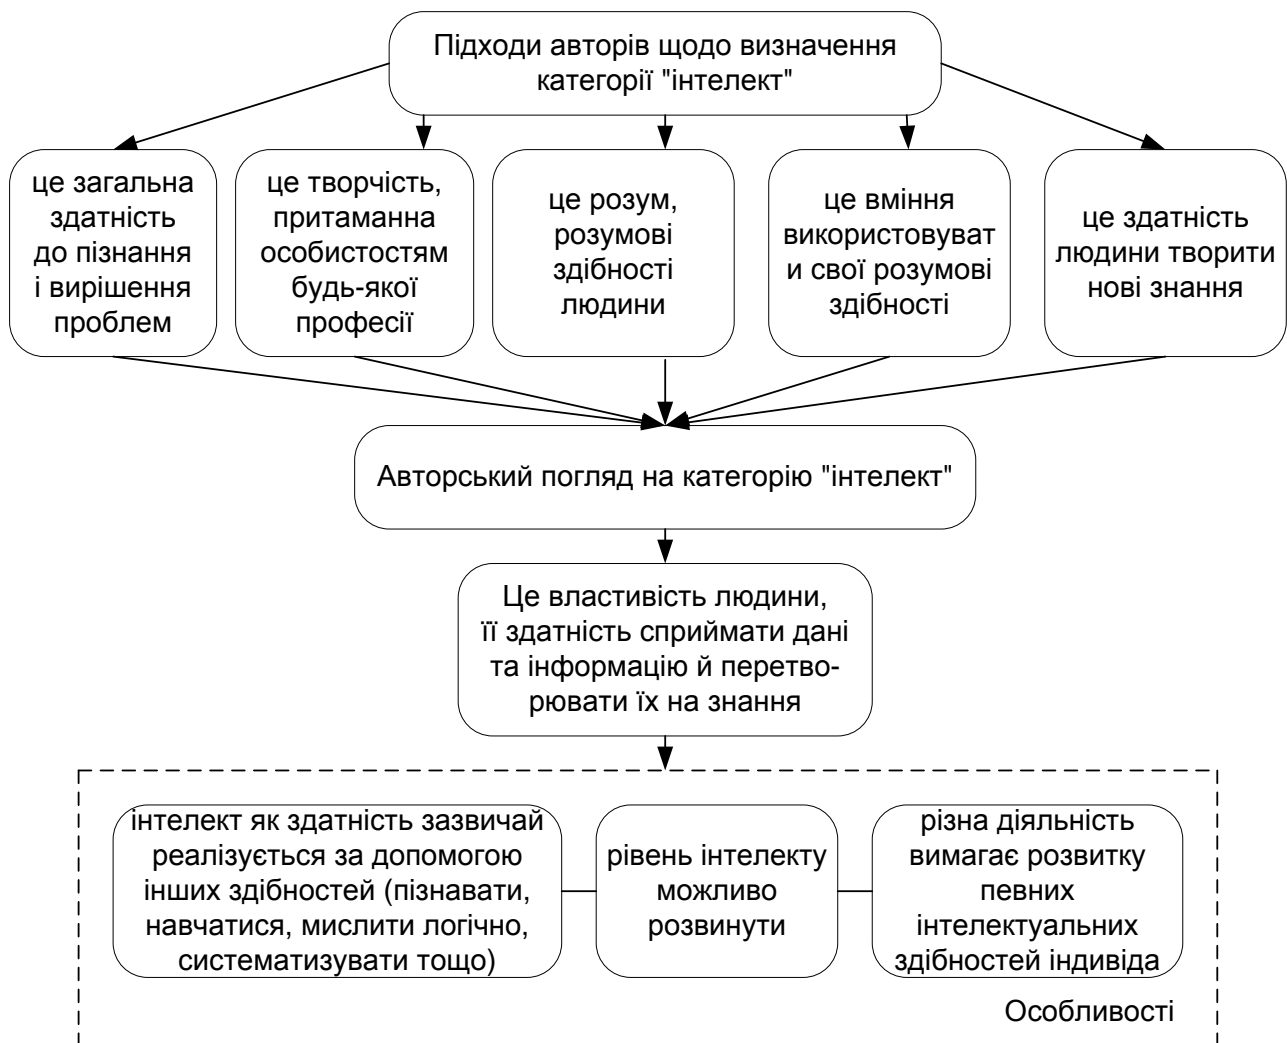 Підходи авторів щодо визначення
категорії "інтелект"
це загальна
здатність
до пізнання
і вирішення
проблем
це творчість,
притаманна
особистостям
будь-якої
професії
це розум,
розумові
здібності
людини
це вміння
використовуват
и свої розумові
здібності
це здатність
людини творити
нові знання
Авторський погляд на категорію "інтелект"
Це властивість людини,
її здатність сприймати дані
та інформацію й перетво-
рювати їх на знання
інтелект як здатність зазвичай
реалізується за допомогою
інших здібностей (пізнавати,
навчатися, мислити логічно,
систематизувати тощо)
рівень інтелекту
можливо
розвинути
різна діяльність
вимагає розвитку
певних
інтелектуальних
здібностей індивіда
Особливості